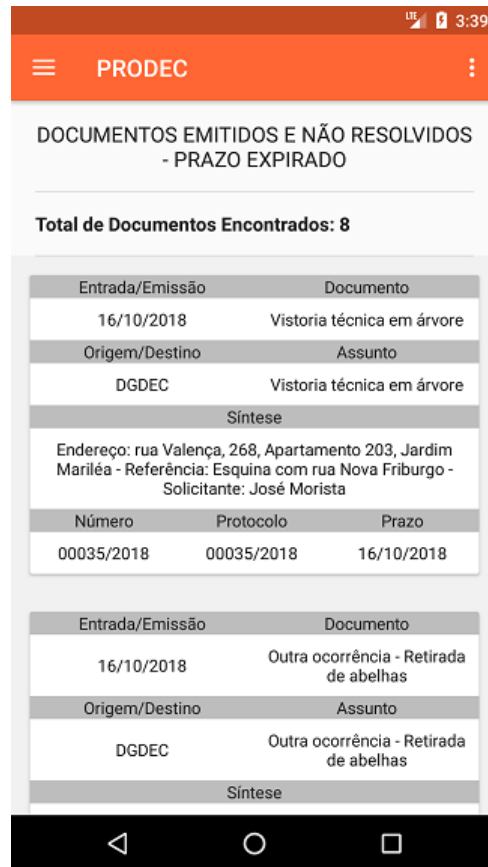 LTE 3:39
PRODEC
DOCUMENTOS EMITIDOS E NÃO RESOLVIDOS
- PRAZO EXPIRADO
Total de Documentos Encontrados: 8
Entrada/Emissão Documento
16/10/2018 Vistoria técnica em árvore
Origem/Destino Assunto
DGDEC Vistoria técnica em árvore
Síntese
Endereço: rua Valença, 268, Apartamento 203, Jardim
Mariléa - Referência: Esquina com rua Nova Friburgo -
Solicitante: José Morista
Número Protocolo Prazo
00035/2018 00035/2018 16/10/2018
Entrada/Emissão Documento
16/10/2018 Outra ocorrência - Retirada
de abelhas
Origem/Destino Assunto
DGDEC Outra ocorrência - Retirada
de abelhas
Síntese